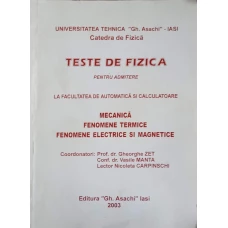 UNIVERSITATEA TEHNICA "Gh. Asachi" - IASI
Catedra de Fizică
TESTE DE FIZICA
PENTRU ADMITERE
LA FACULTATEA DE AUTOMATICĂ SI CALCULATOARE
MECANICĂ
FENOMENE TERMICE
FENOMENE ELECTRICE SI MAGNETICE
Coordonatori: Prof. dr. Gheorghe ZET
Conf. dr. Vasile MANTA
Lector Nicoleta CARPINSCHI
Editura "Gh. Asachi" Iasi
2003